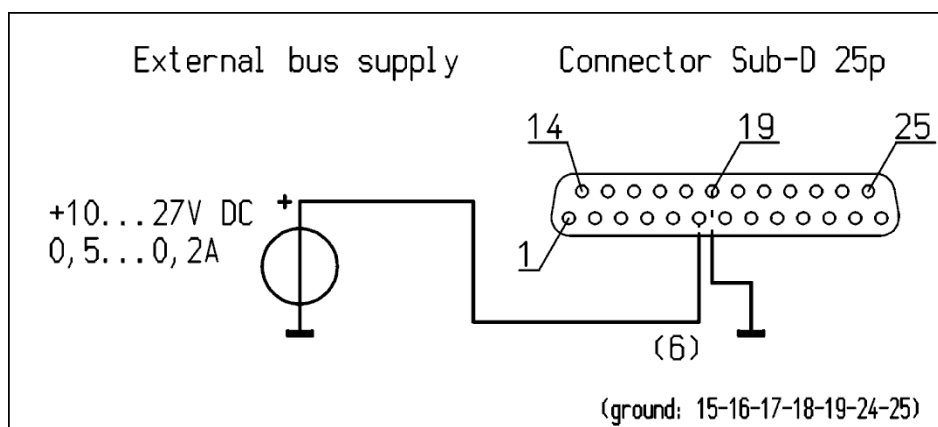 External bus supply
Connector Sub-D 25p
14
19
25
+10...27V DC
+
0,5...0,2A
1
(6)
(ground: 15-16-17-18-19-24-25)